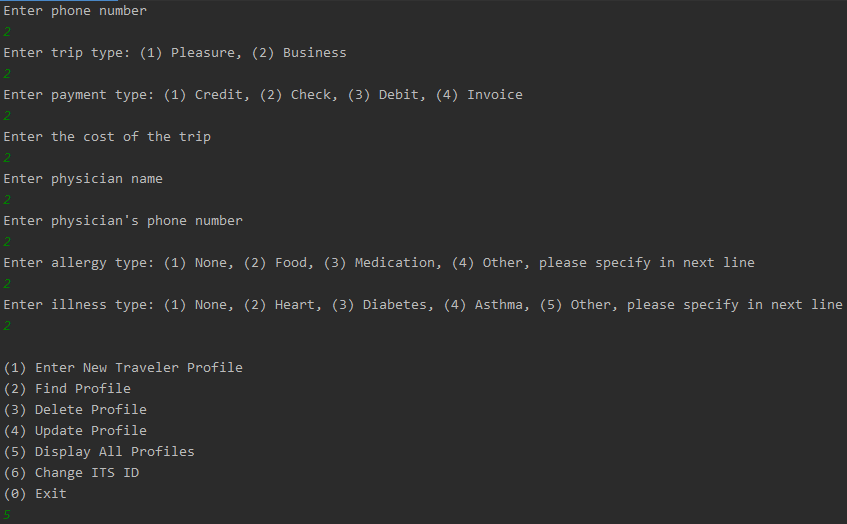 Enter phone number
2
Enter trip type: (1) Pleasure, (2) Business
2
Enter payment type: (1) Credit, (2) Check, (3) Debit, (4) Invoice
2
Enter the cost of the trip
2
Enter physician name
2
Enter physician's phone number
2
Enter allergy type: (1) None, (2) Food, (3) Medication, (4) Other, please specify in next line
2
Enter illness type: (1) None, (2) Heart, (3) Diabetes, (4) Asthma, (5) Other, please specify in next line
2
(1) Enter New Traveler Profile
(2) Find Profile
(3) Delete Profile
(4) Update Profile
(5) Display All Profiles
(6) Change ITS ID
(0) Exit
5